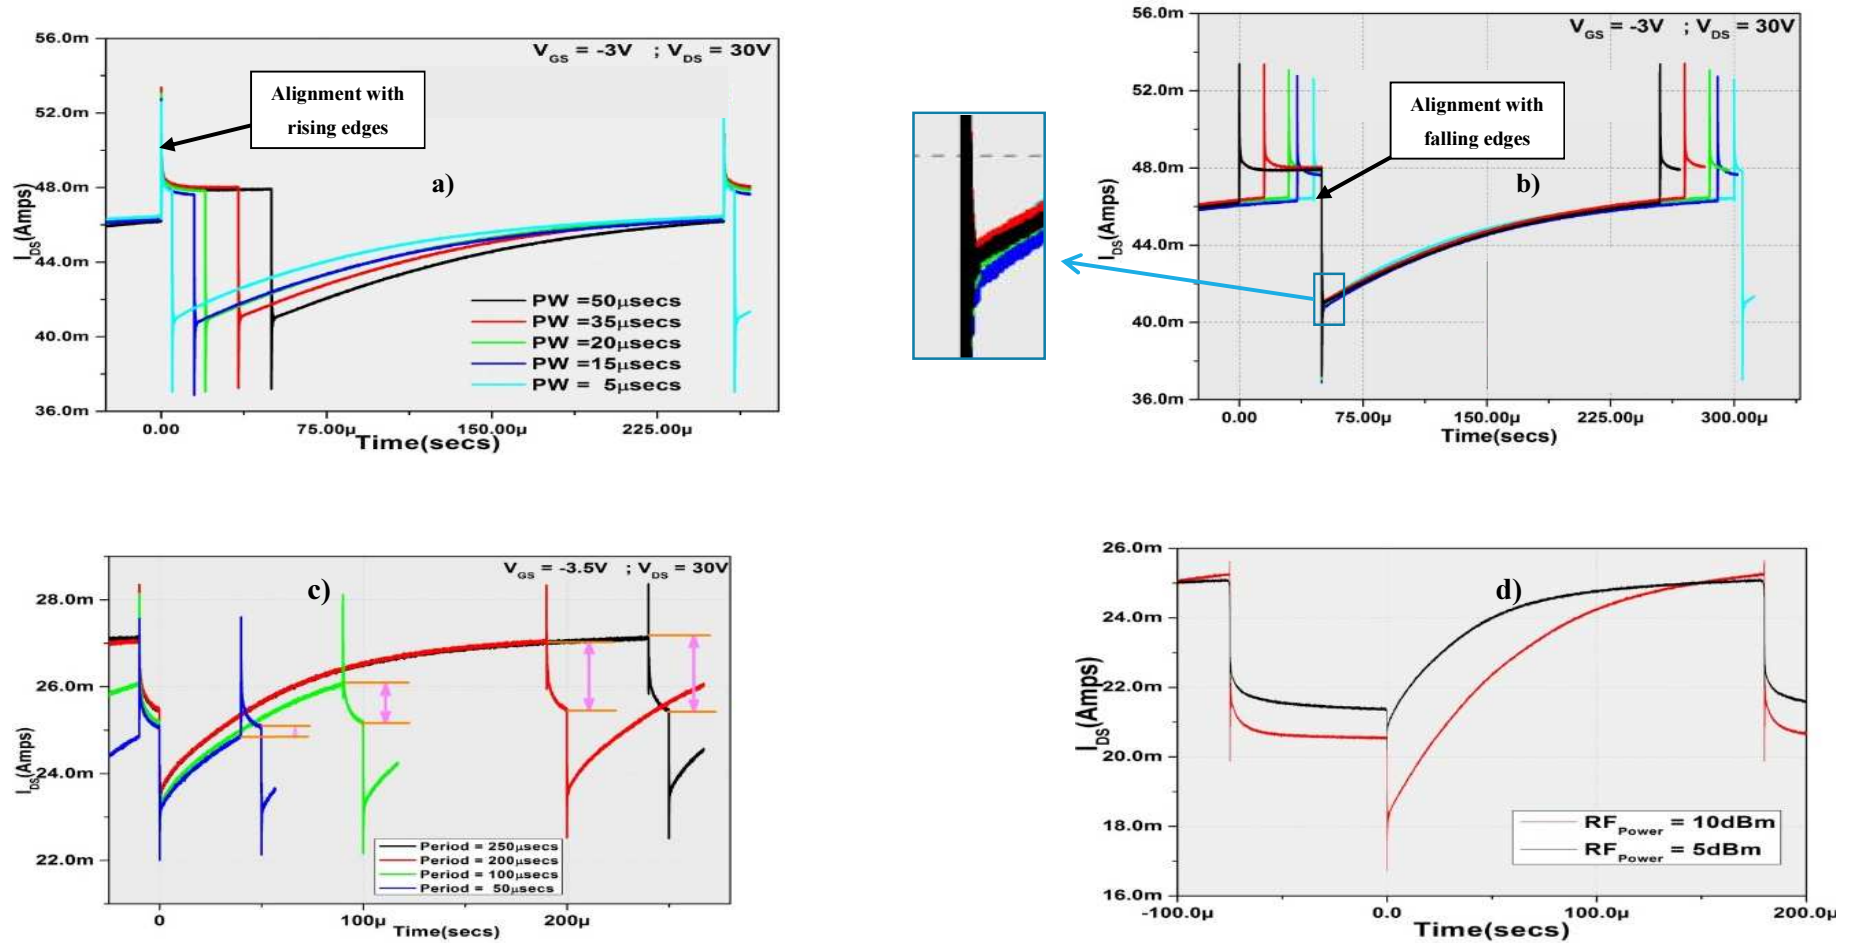 56.0m
52.0m
48.0m
44.0m
40.0m
36.0m
I_DS(Amps)
V_GS = -3V ; V_DS = 30V
Alignment with
rising edges
a)
PW =50µsecs
PW =35µsecs
PW =20µsecs
PW =15µsecs
PW = 5µsecs
0.00
75.00µ
150.00µ
225.00µ
Time(secs)
56.0m
52.0m
48.0m
44.0m
40.0m
36.0m
I_DS(Amps)
V_GS = -3V ; V_DS = 30V
Alignment with
falling edges
b)
0.00
75.00µ
150.00µ
225.00µ
300.00µ
Time(secs)
28.0m
26.0m
24.0m
22.0m
I_DS(Amps)
V_GS = -3.5V ; V_DS = 30V
c)
Period = 250µsecs
Period = 200µsecs
Period = 100µsecs
Period = 50µsecs
0
100µ
200µ
Time(secs)
26.0m
24.0m
22.0m
20.0m
18.0m
16.0m
I_DS(Amps)
d)
RF_Power = 10dBm
RF_Power = 5dBm
-100.0µ
0.0
100.0µ
200.0µ
Time(secs)